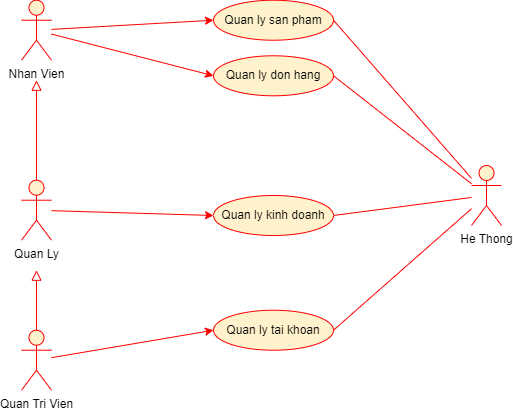 Quan ly san pham
Nhan Vien
Quan ly don hang
Quan ly kinh doanh
He Thong
Quan Ly
Quan ly tai khoan
Quan Tri Vien